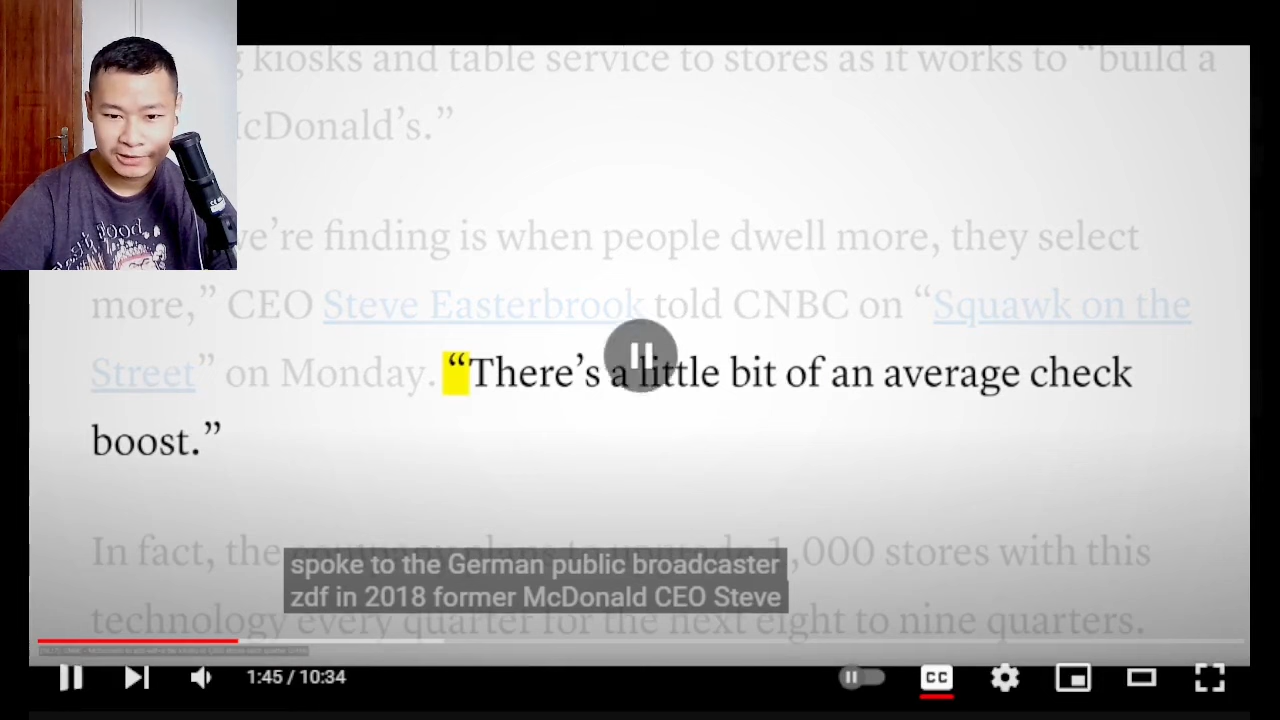 kiosks and table service to stores as it works to “build a
McDonald’s.”
we’re finding is when people dwell more, they select
more,” CEO Steve Easterbrook told CNBC on “Squawk on the
Street” on Monday. “There’s a little bit of an average check
boost.”
In fact, the company plans to upgrade 1,000 stores with this
spoke to the German public broadcaster
zdf in 2018 former McDonald CEO Steve
technology every quarter for the next eight to nine quarters.
1:45 / 10:34
CC